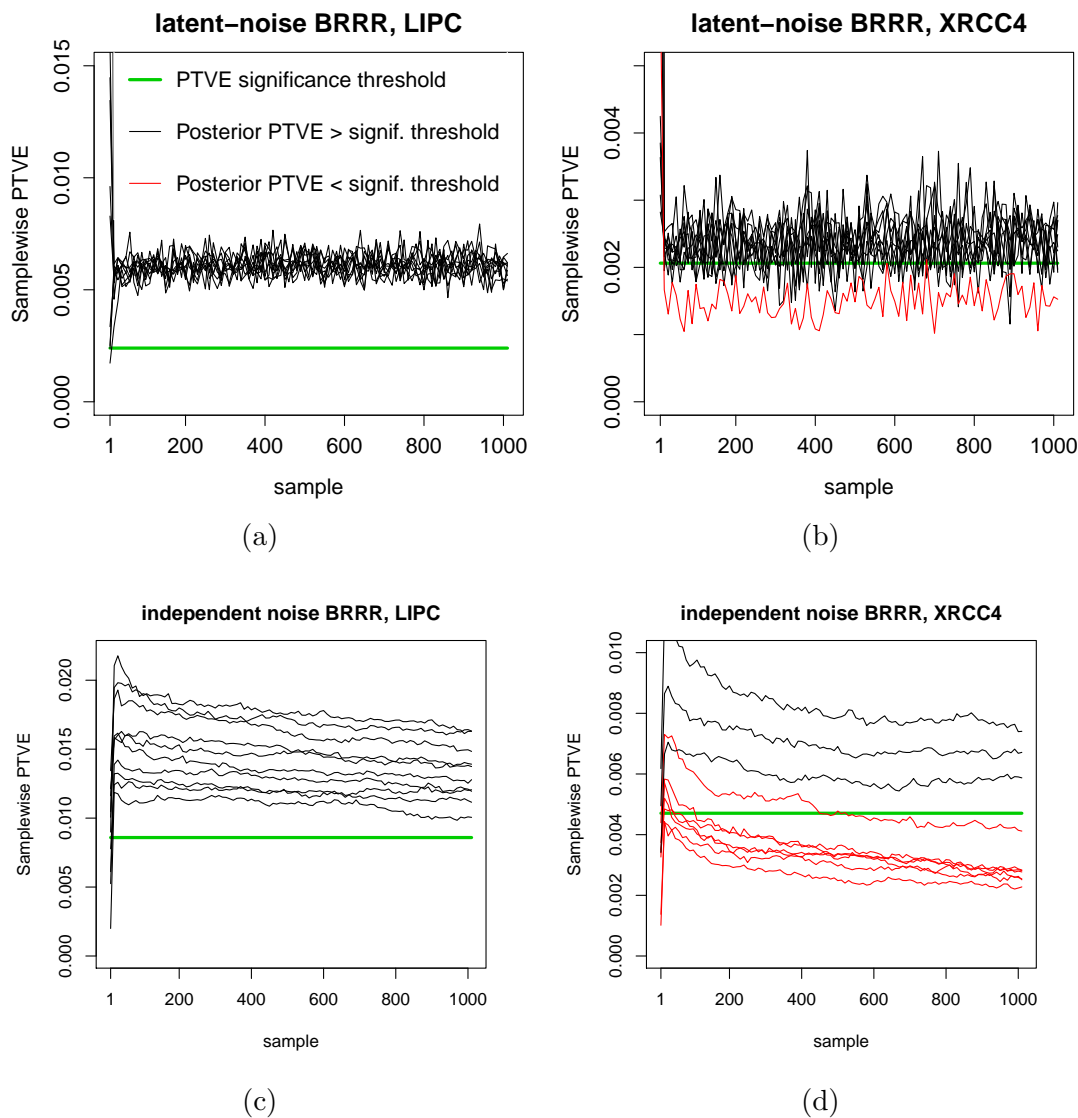 latent−noise BRRR, LIPC
Samplewise PTVE
0.015
0.010
0.005
0.000
PTVE significance threshold
Posterior PTVE > signif. threshold
Posterior PTVE < signif. threshold
1 200 400 600 800 1000
sample
(a)
latent−noise BRRR, XRCC4
Samplewise PTVE
0.004
0.002
0.000
1 200 400 600 800 1000
sample
(b)
independent noise BRRR, LIPC
Samplewise PTVE
0.020
0.015
0.010
0.005
0.000
1 200 400 600 800 1000
sample
(c)
independent noise BRRR, XRCC4
Samplewise PTVE
0.010
0.008
0.006
0.004
0.002
0.000
1 200 400 600 800 1000
sample
(d)